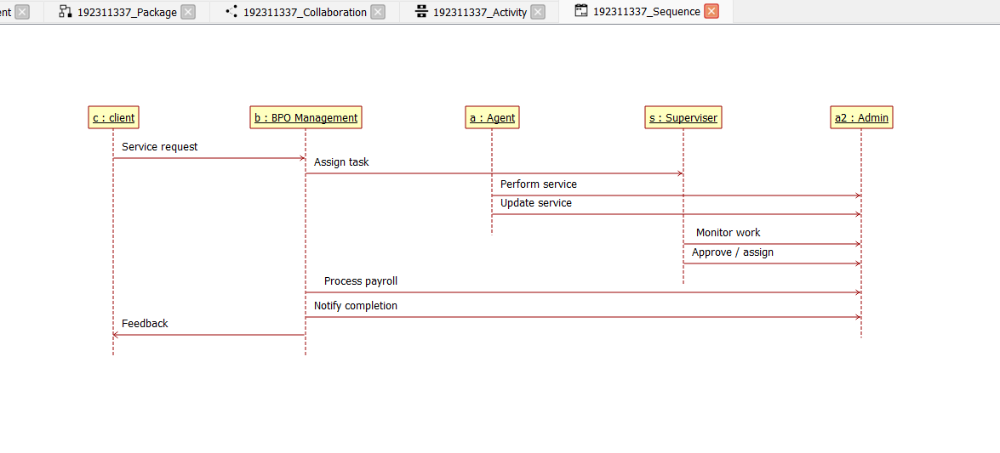 nt 192311337_Package 192311337_Collaboration 192311337_Activity 192311337_Sequence
c : client b : BPO Management a : Agent s : Superviser a2 : Admin
Service request
Assign task
Perform service
Update service
Monitor work
Approve / assign
Process payroll
Notify completion
Feedback